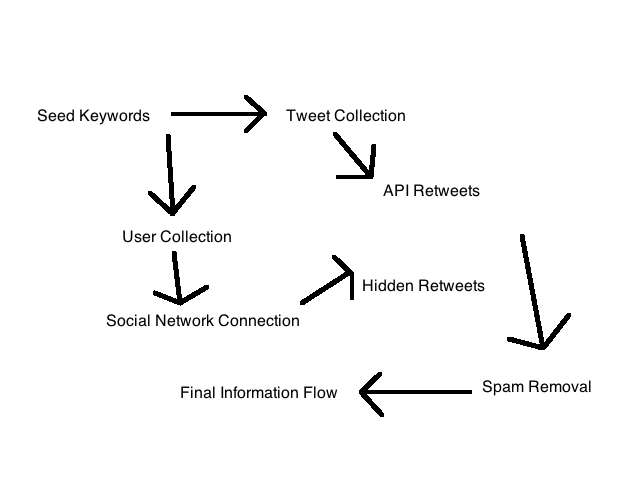 Seed Keywords
Tweet Collection
API Retweets
User Collection
Hidden Retweets
Social Network Connection
Spam Removal
Final Information Flow